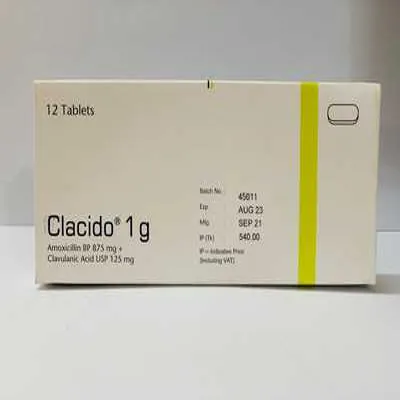 12 Tablets
Batch No. : 45611
Exp. : AUG 23
Mfg. : SEP 21
IP (Tk) : 540.00
IP = Indicative Price
(Including VAT)
Clacido® 1 g
Amoxicillin BP 875 mg +
Clavulanic Acid USP 125 mg